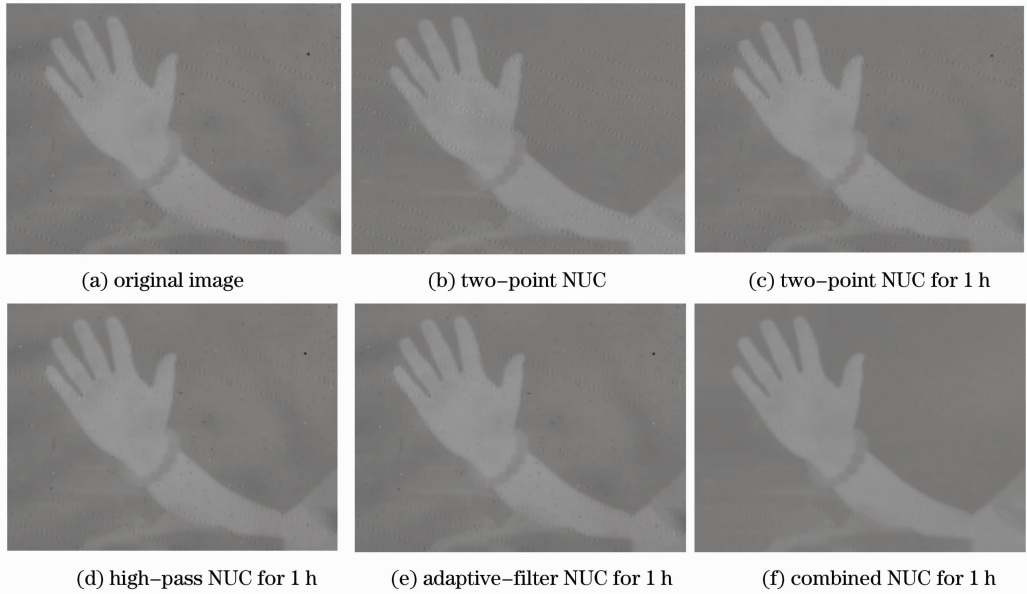 (a) original image
(b) two-point NUC
(c) two-point NUC for 1 h
(d) high-pass NUC for 1 h
(e) adaptive-filter NUC for 1 h
(f) combined NUC for 1 h